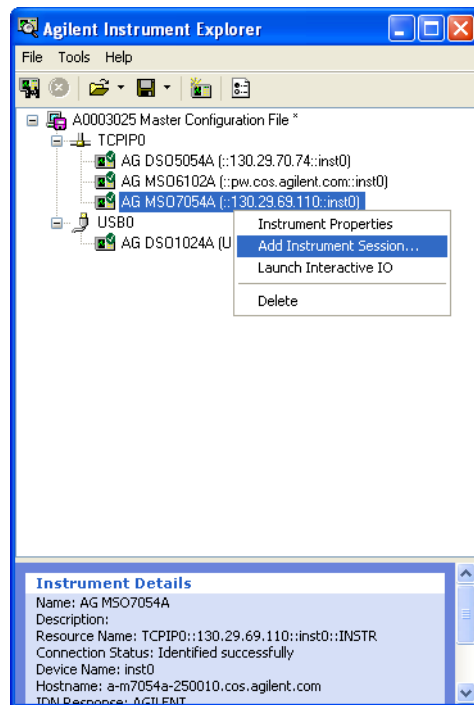 Agilent Instrument Explorer
File Tools Help
A0003025 Master Configuration File *
TCPIP0
AG DSO5054A (::130.29.70.74::inst0)
AG MSO6102A (::pw.cos.agilent.com::inst0)
AG MSO7054A (::130.29.69.110::inst0)
Instrument Properties
USB0
Add Instrument Session...
AG DSO1024A (U
Launch Interactive IO
Delete
Instrument Details
Name: AG MSO7054A
Description:
Resource Name: TCPIP0::130.29.69.110::inst0::INSTR
Connection Status: Identified successfully
Device Name: inst0
Hostname: a-m7054a-250010.cos.agilent.com
IDN Response: AGILENT